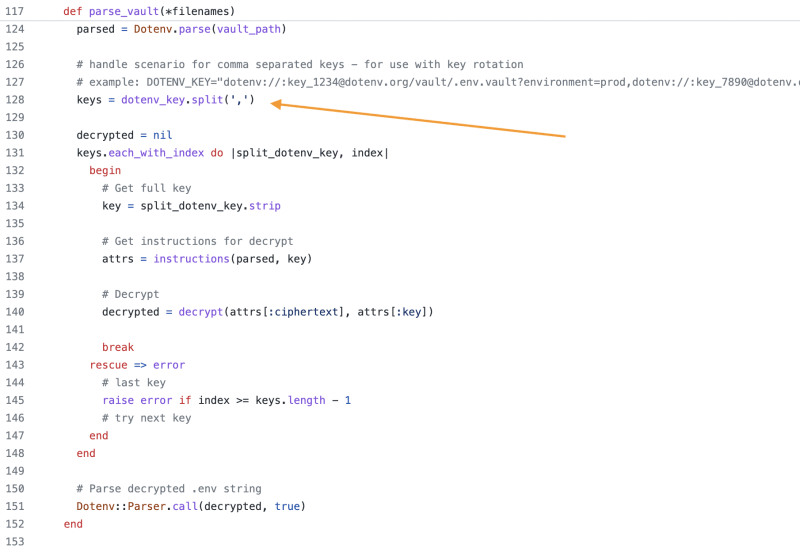 117 def parse_vault(*filenames)
124 parsed = Dotenv.parse(vault_path)
125
126 # handle scenario for comma separated keys - for use with key rotation
127 # example: DOTENV_KEY="dotenv://:key_1234@dotenv.org/vault/.env.vault?environment=prod,dotenv://:key_7890@dotenv.o
128 keys = dotenv_key.split(',')
129
130 decrypted = nil
131 keys.each_with_index do |split_dotenv_key, index|
132 begin
133 # Get full key
134 key = split_dotenv_key.strip
135
136 # Get instructions for decrypt
137 attrs = instructions(parsed, key)
138
139 # Decrypt
140 decrypted = decrypt(attrs[:ciphertext], attrs[:key])
141
142 break
143 rescue => error
144 # last key
145 raise error if index >= keys.length - 1
146 # try next key
147 end
148 end
149
150 # Parse decrypted .env string
151 Dotenv::Parser.call(decrypted, true)
152 end
153